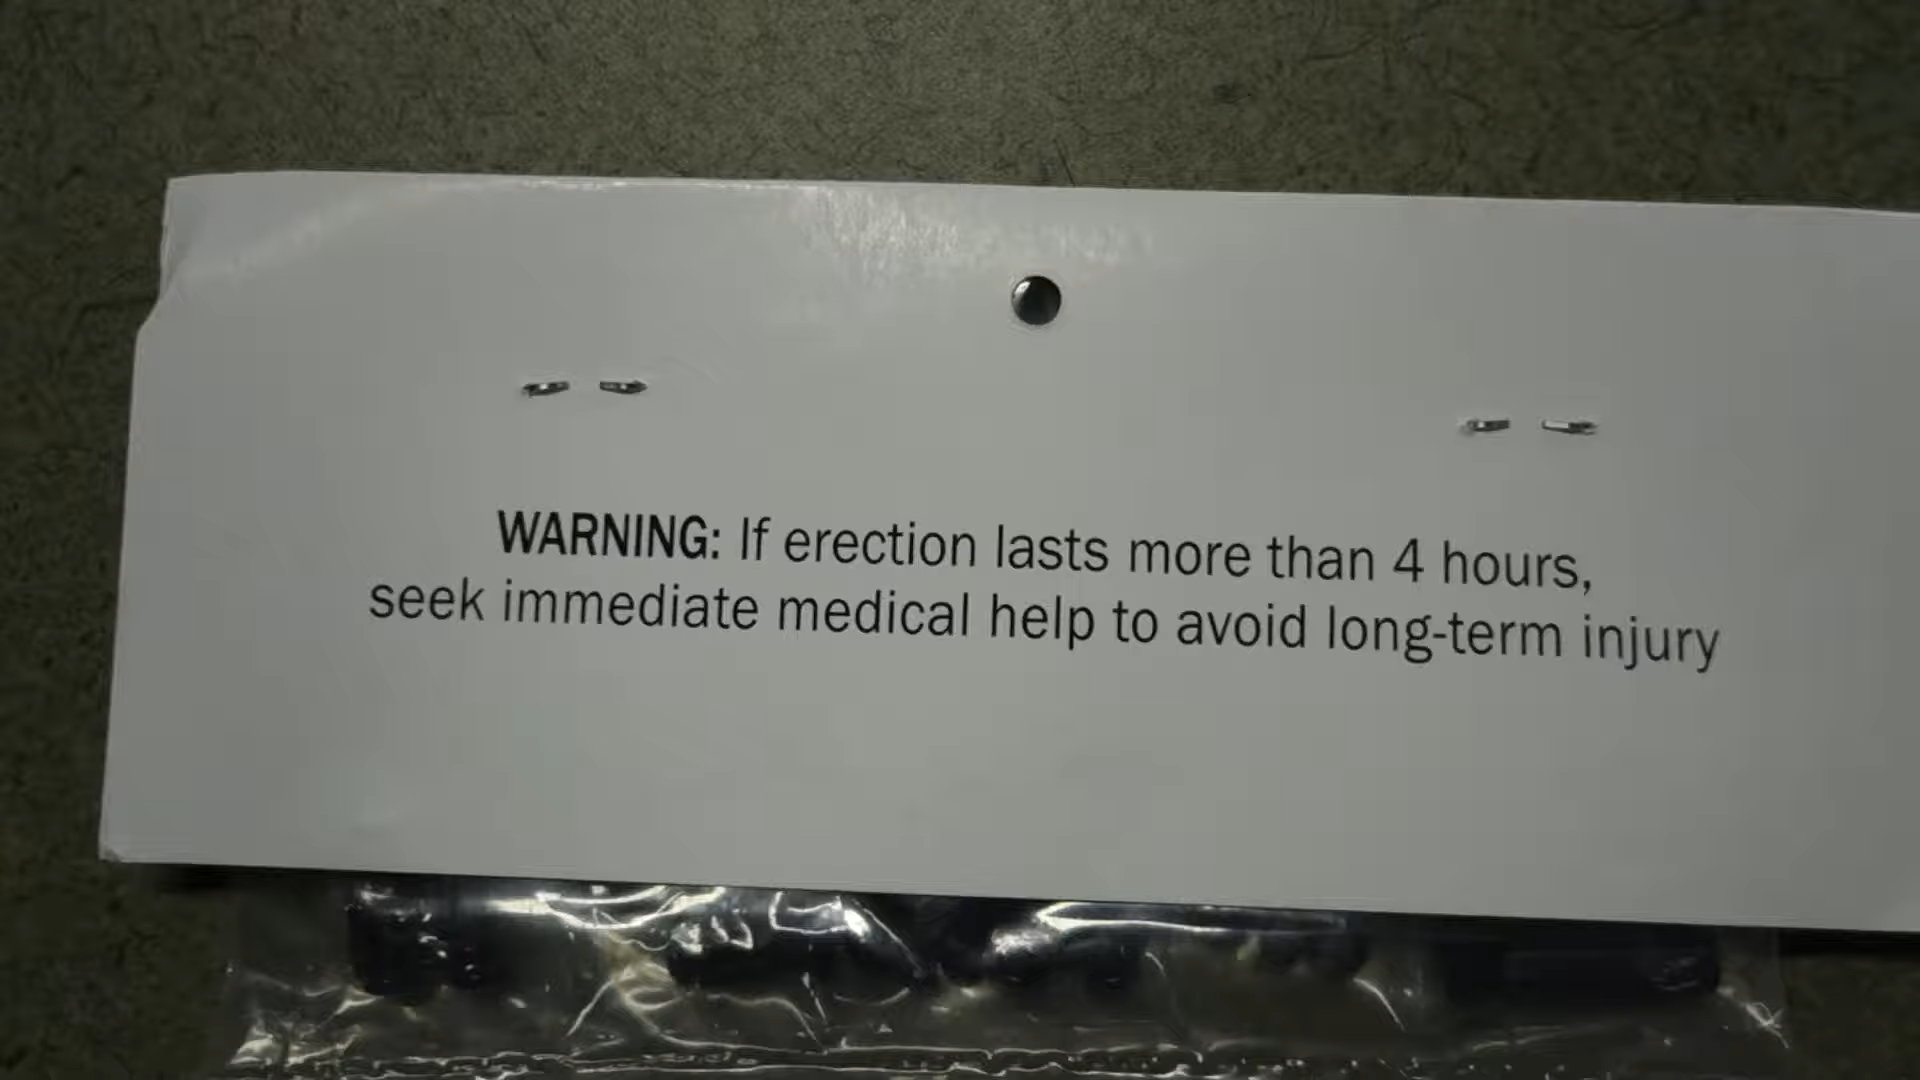 WARNING: If erection lasts more than 4 hours,
seek immediate medical help to avoid long-term injury